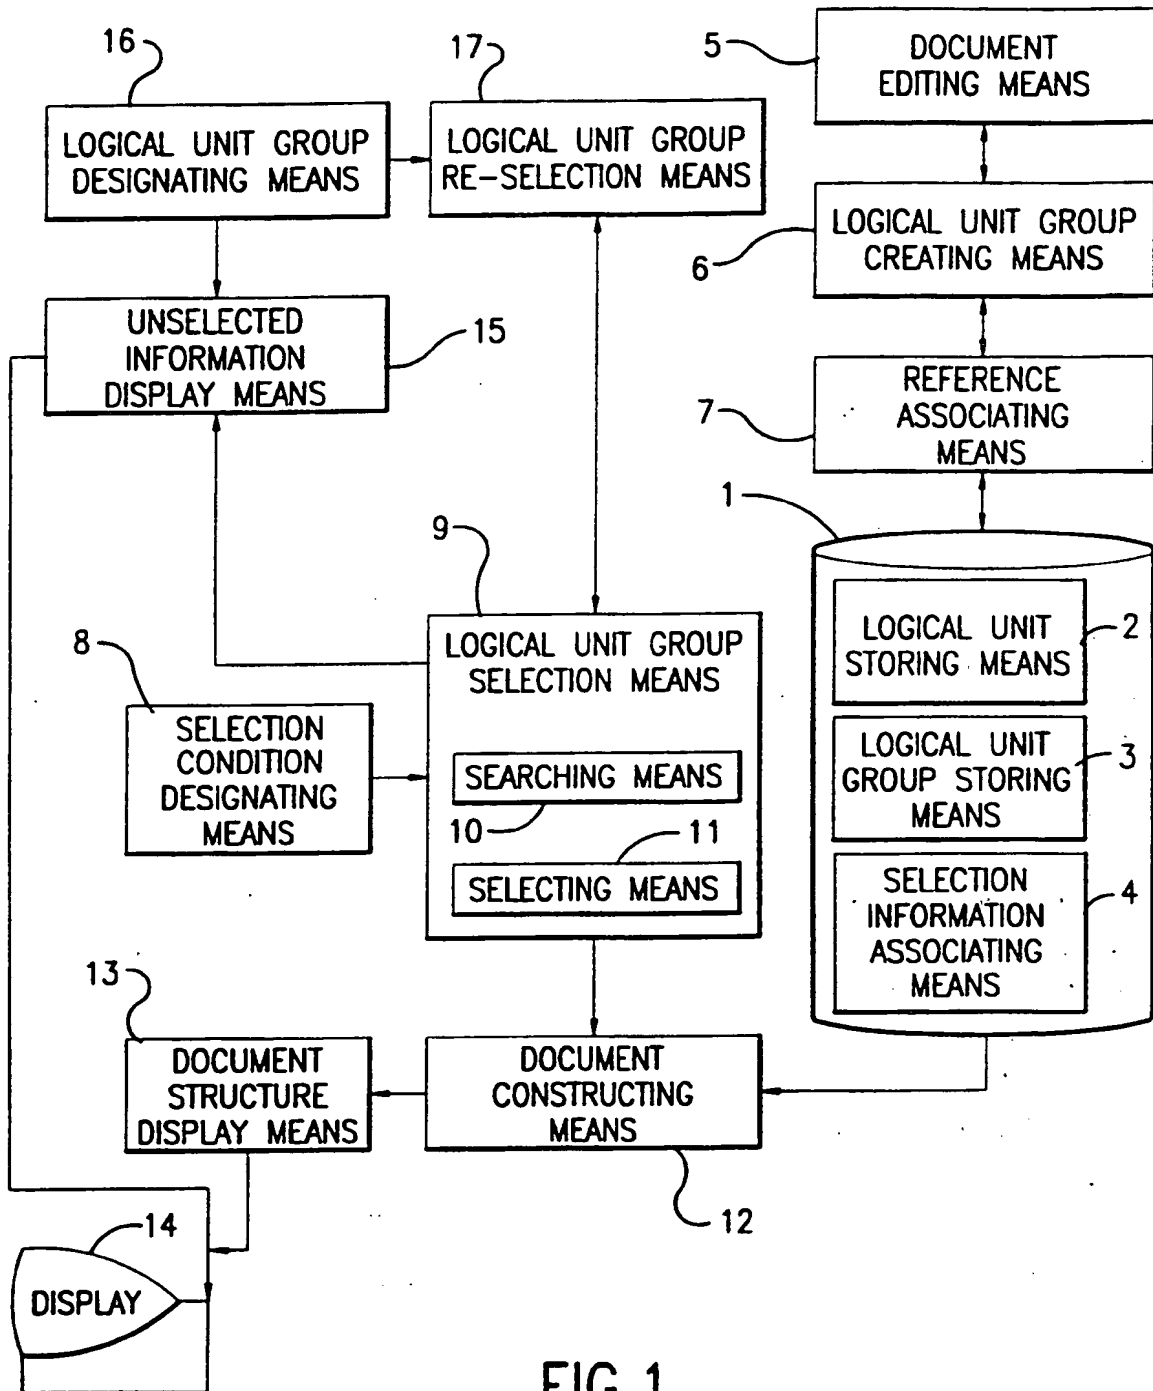 16
LOGICAL UNIT GROUP
DESIGNATING MEANS
17
LOGICAL UNIT GROUP
RE-SELECTION MEANS
5
DOCUMENT
EDITING MEANS
6
LOGICAL UNIT GROUP
CREATING MEANS
15
UNSELECTED
INFORMATION
DISPLAY MEANS
7
REFERENCE
ASSOCIATING
MEANS
1
9
LOGICAL UNIT GROUP
SELECTION MEANS
8
SELECTION
CONDITION
DESIGNATING
MEANS
SEARCHING MEANS
10
11
SELECTING MEANS
LOGICAL UNIT
STORING MEANS
2
LOGICAL UNIT
GROUP STORING
MEANS
3
SELECTION
INFORMATION
ASSOCIATING
MEANS
4
13
DOCUMENT
STRUCTURE
DISPLAY MEANS
DOCUMENT
CONSTRUCTING
MEANS
12
14
DISPLAY
FIG.1